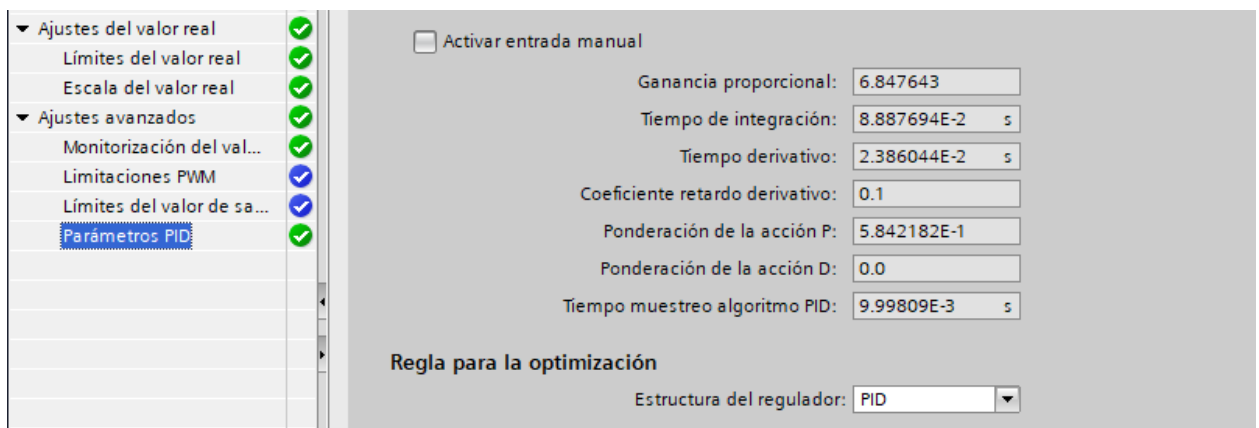 Ajustes del valor real
Límites del valor real
Escala del valor real
Ajustes avanzados
Monitorización del val...
Limitaciones PWM
Límites del valor de sa...
Parámetros PID
Activar entrada manual
Ganancia proporcional: 6.847643
Tiempo de integración: 8.887694E-2 s
Tiempo derivativo: 2.386044E-2 s
Coeficiente retardo derivativo: 0.1
Ponderación de la acción P: 5.842182E-1
Ponderación de la acción D: 0.0
Tiempo muestreo algoritmo PID: 9.99809E-3 s
Regla para la optimización
Estructura del regulador: PID